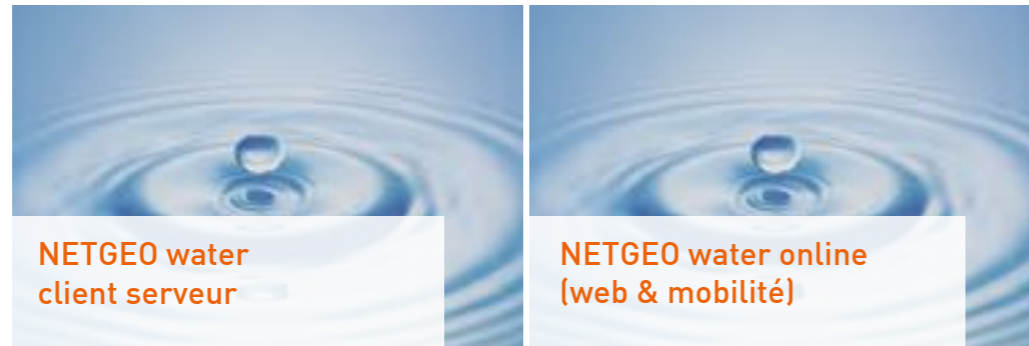 NETGEO water
client serveur
NETGEO water online
(web & mobilité)